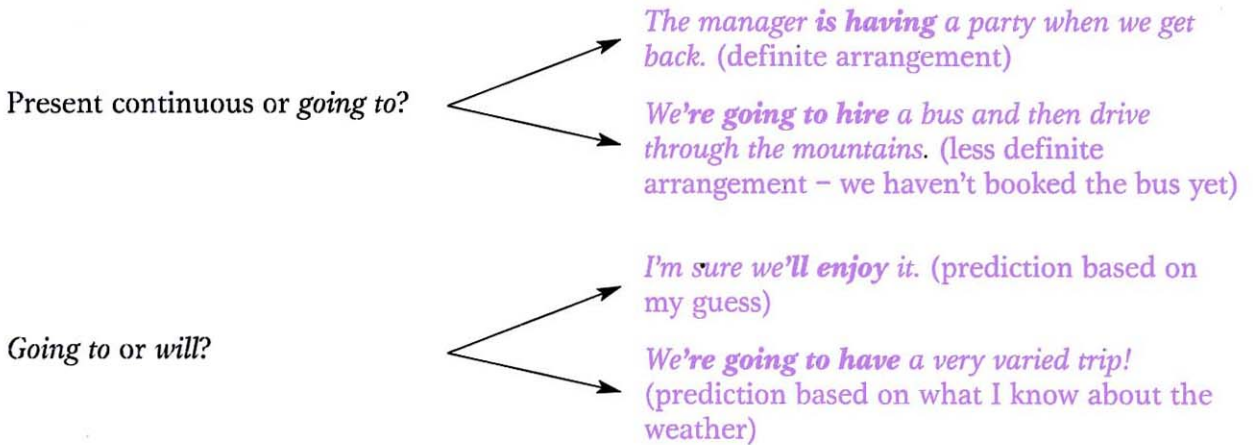 Present continuous or going to?
The manager is having a party when we get
back. (definite arrangement)
We're going to hire a bus and then drive
through the mountains. (less definite
arrangement – we haven't booked the bus yet)
Going to or will?
I'm sure we'll enjoy it. (prediction based on
my guess)
We're going to have a very varied trip!
(prediction based on what I know about the
weather)